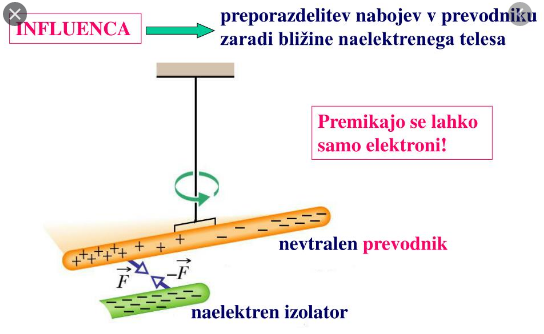 INFLUENCA
preporazdelitev nabojev v prevodniku
zaradi bližine naelektrenega telesa
Premikajo se lahko
samo elektroni!
nevtralen prevodnik
F
–F
naelektren izolator